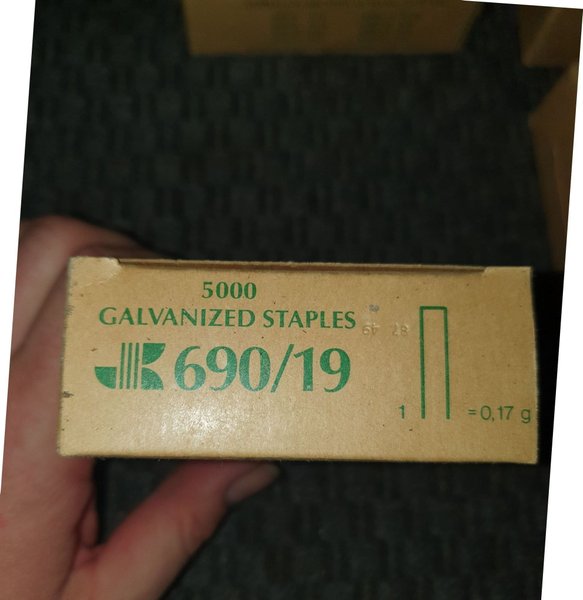 5000
GALVANIZED STAPLES
690/19
1 = 0,17 g